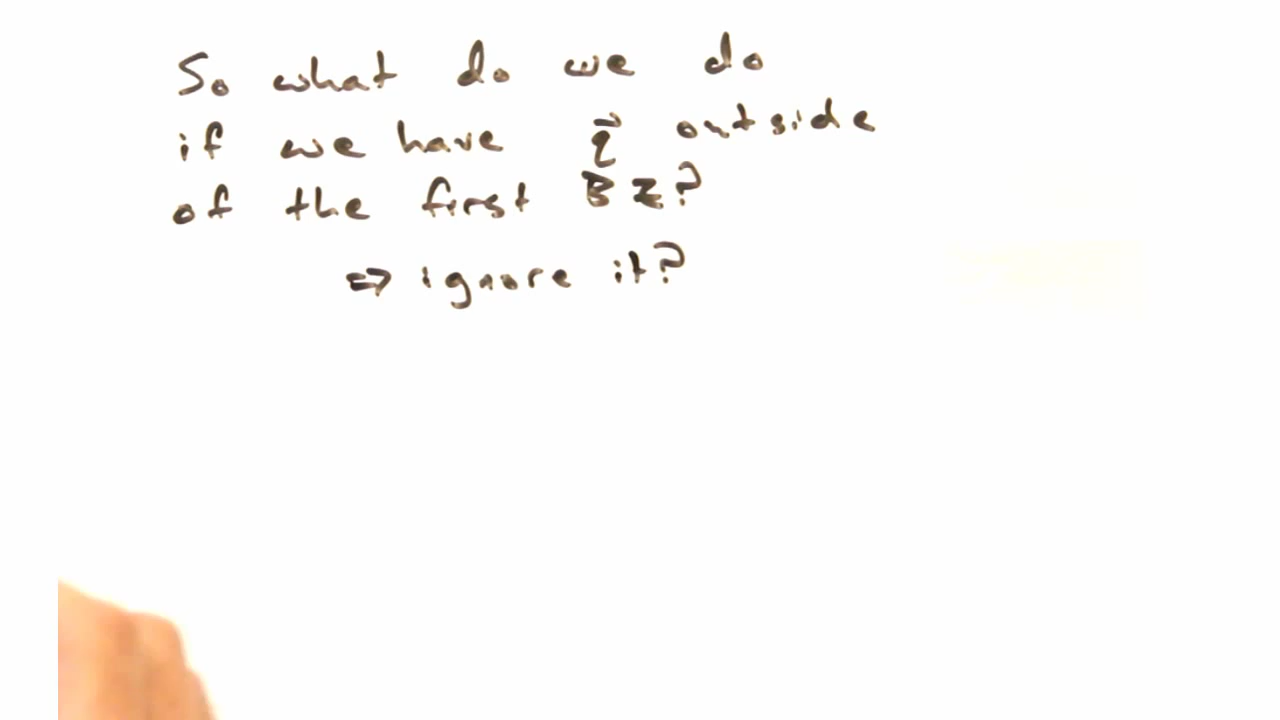 So what do we do
if we have q⃗ outside
of the first BZ?
⇒ ignore it?